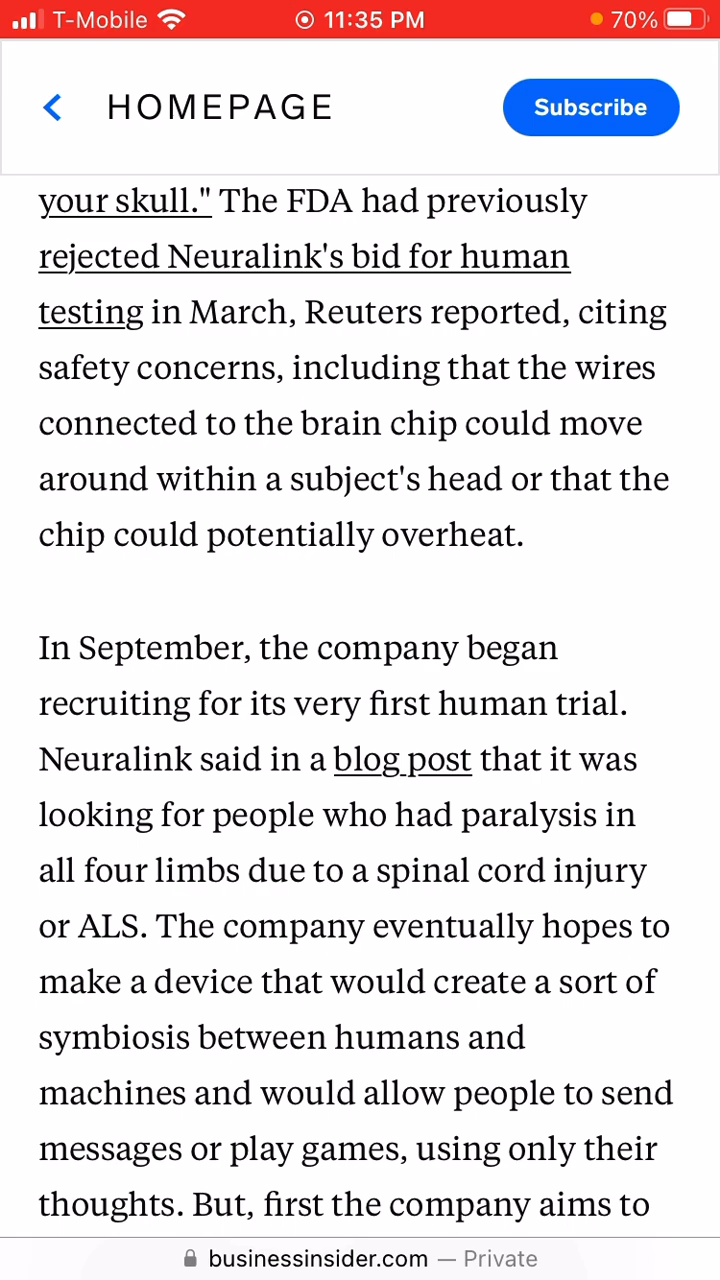 T-Mobile 11:35 PM 70%
HOMEPAGE Subscribe
your skull." The FDA had previously
rejected Neuralink's bid for human
testing in March, Reuters reported, citing
safety concerns, including that the wires
connected to the brain chip could move
around within a subject's head or that the
chip could potentially overheat.
In September, the company began
recruiting for its very first human trial.
Neuralink said in a blog post that it was
looking for people who had paralysis in
all four limbs due to a spinal cord injury
or ALS. The company eventually hopes to
make a device that would create a sort of
symbiosis between humans and
machines and would allow people to send
messages or play games, using only their
thoughts. But, first the company aims to
businessinsider.com — Private